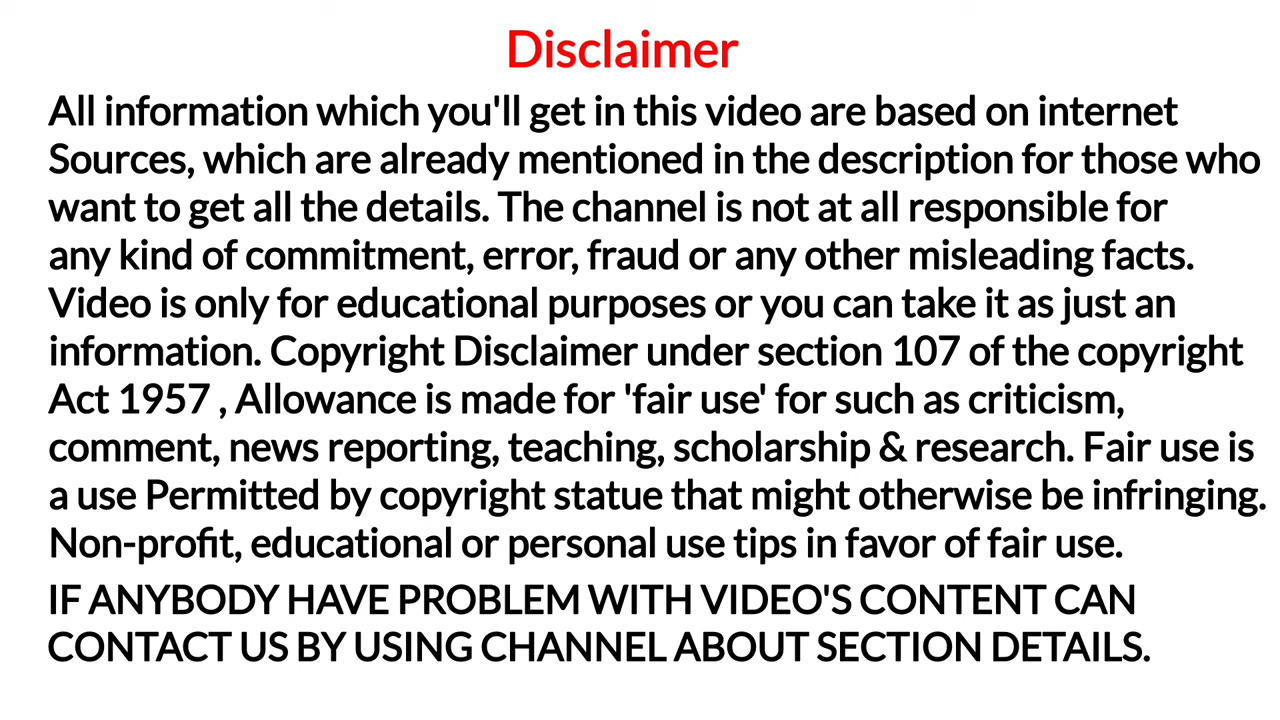 Disclaimer
All information which you'll get in this video are based on internet
Sources, which are already mentioned in the description for those who
want to get all the details. The channel is not at all responsible for
any kind of commitment, error, fraud or any other misleading facts.
Video is only for educational purposes or you can take it as just an
information. Copyright Disclaimer under section 107 of the copyright
Act 1957 , Allowance is made for 'fair use' for such as criticism,
comment, news reporting, teaching, scholarship & research. Fair use is
a use Permitted by copyright statue that might otherwise be infringing.
Non-profit, educational or personal use tips in favor of fair use.
IF ANYBODY HAVE PROBLEM WITH VIDEO'S CONTENT CAN
CONTACT US BY USING CHANNEL ABOUT SECTION DETAILS.